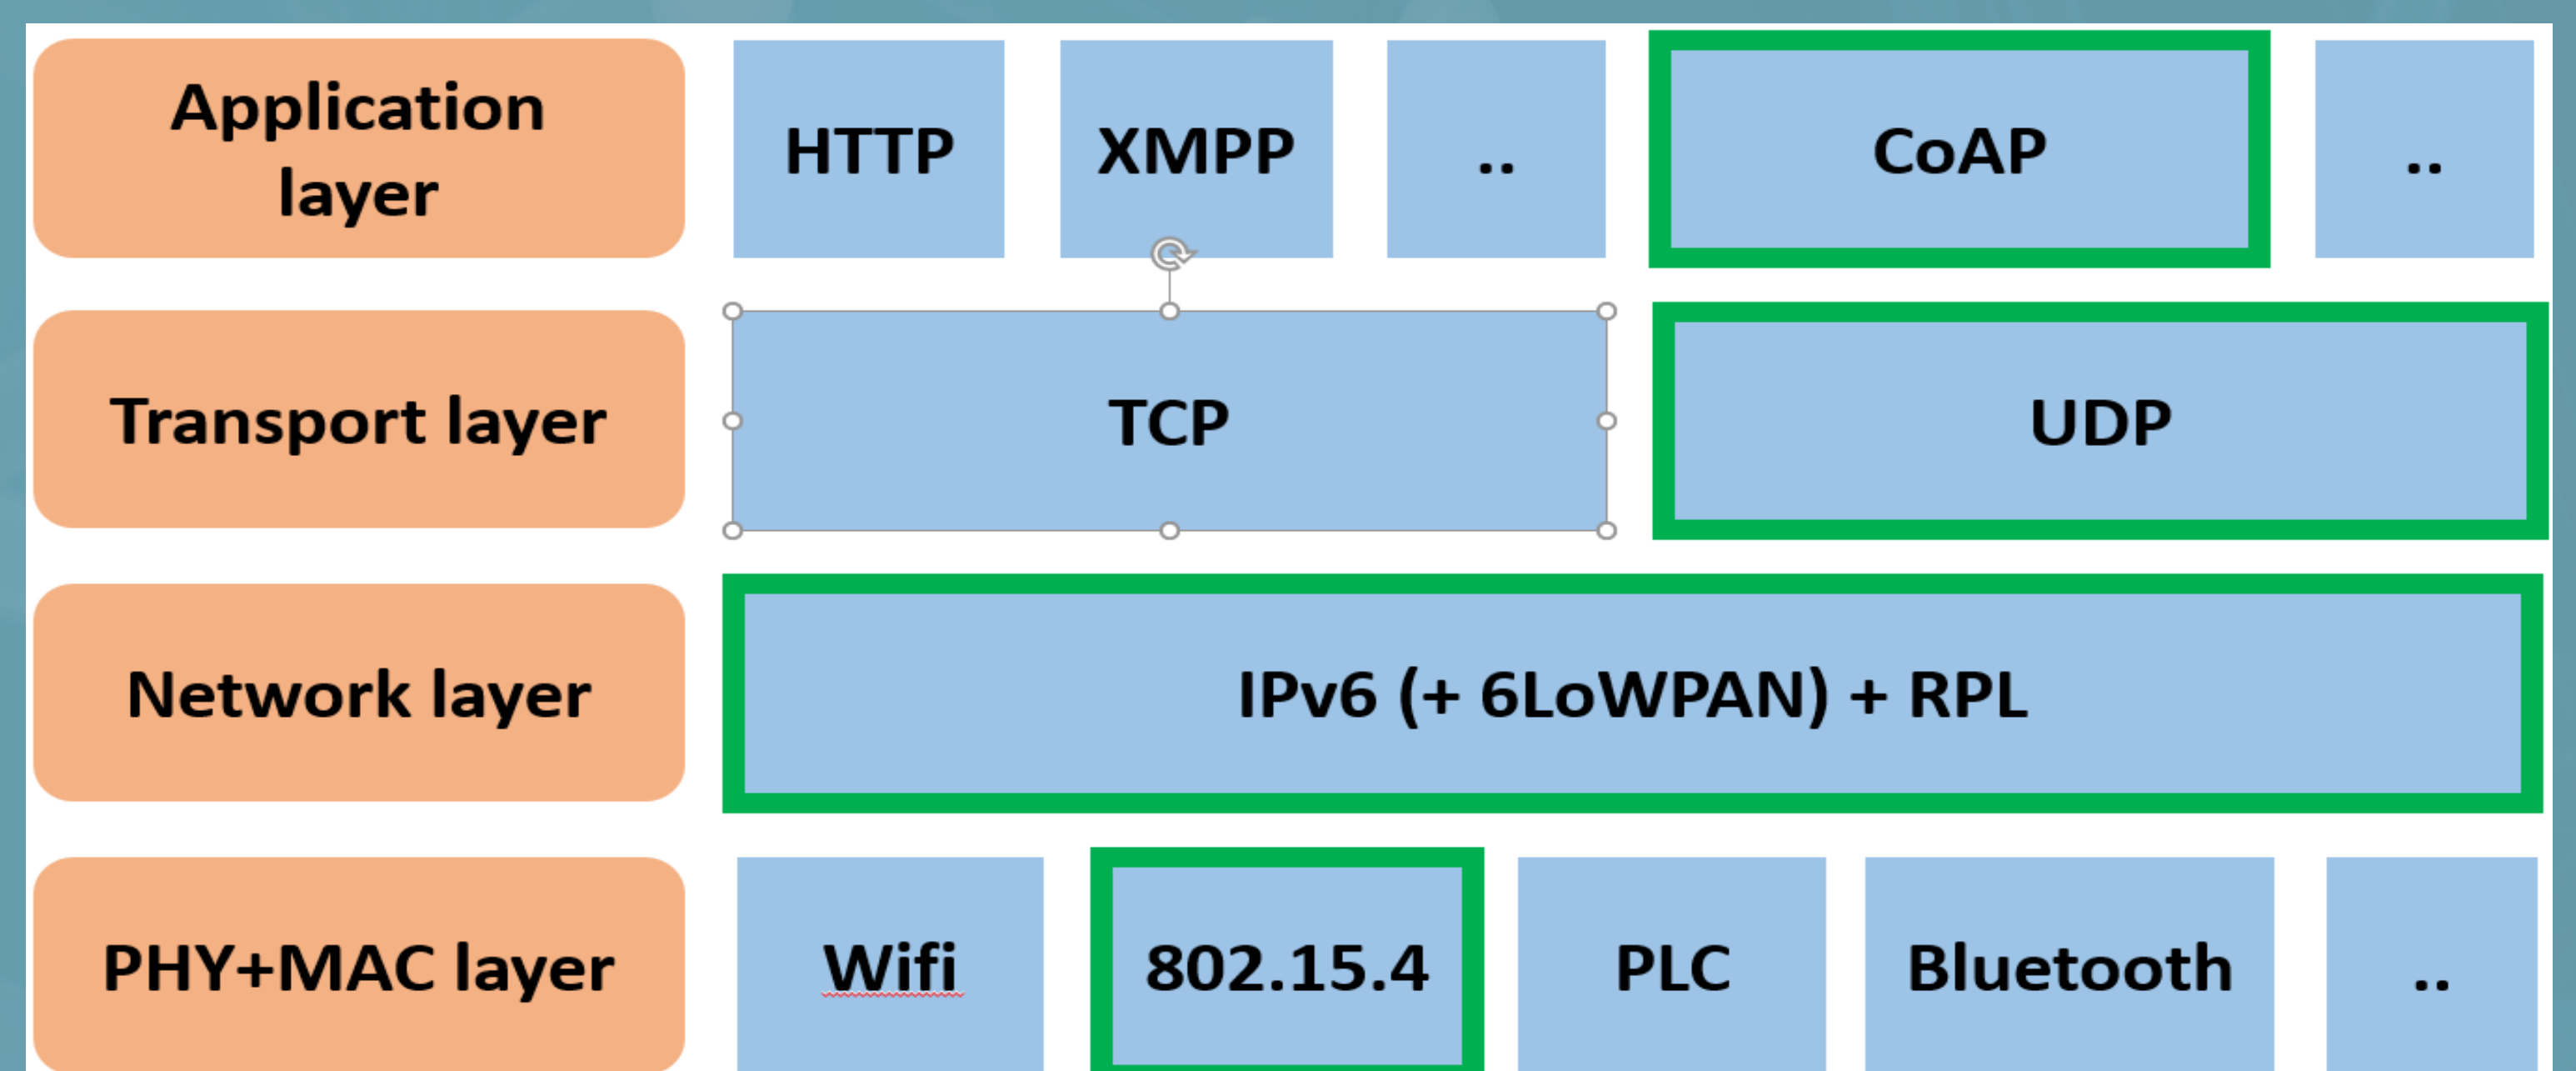 Application
layer
HTTP
XMPP
..
CoAP
..
Transport layer
TCP
UDP
Network layer
IPv6 (+ 6LoWPAN) + RPL
PHY+MAC layer
Wifi
802.15.4
PLC
Bluetooth
..